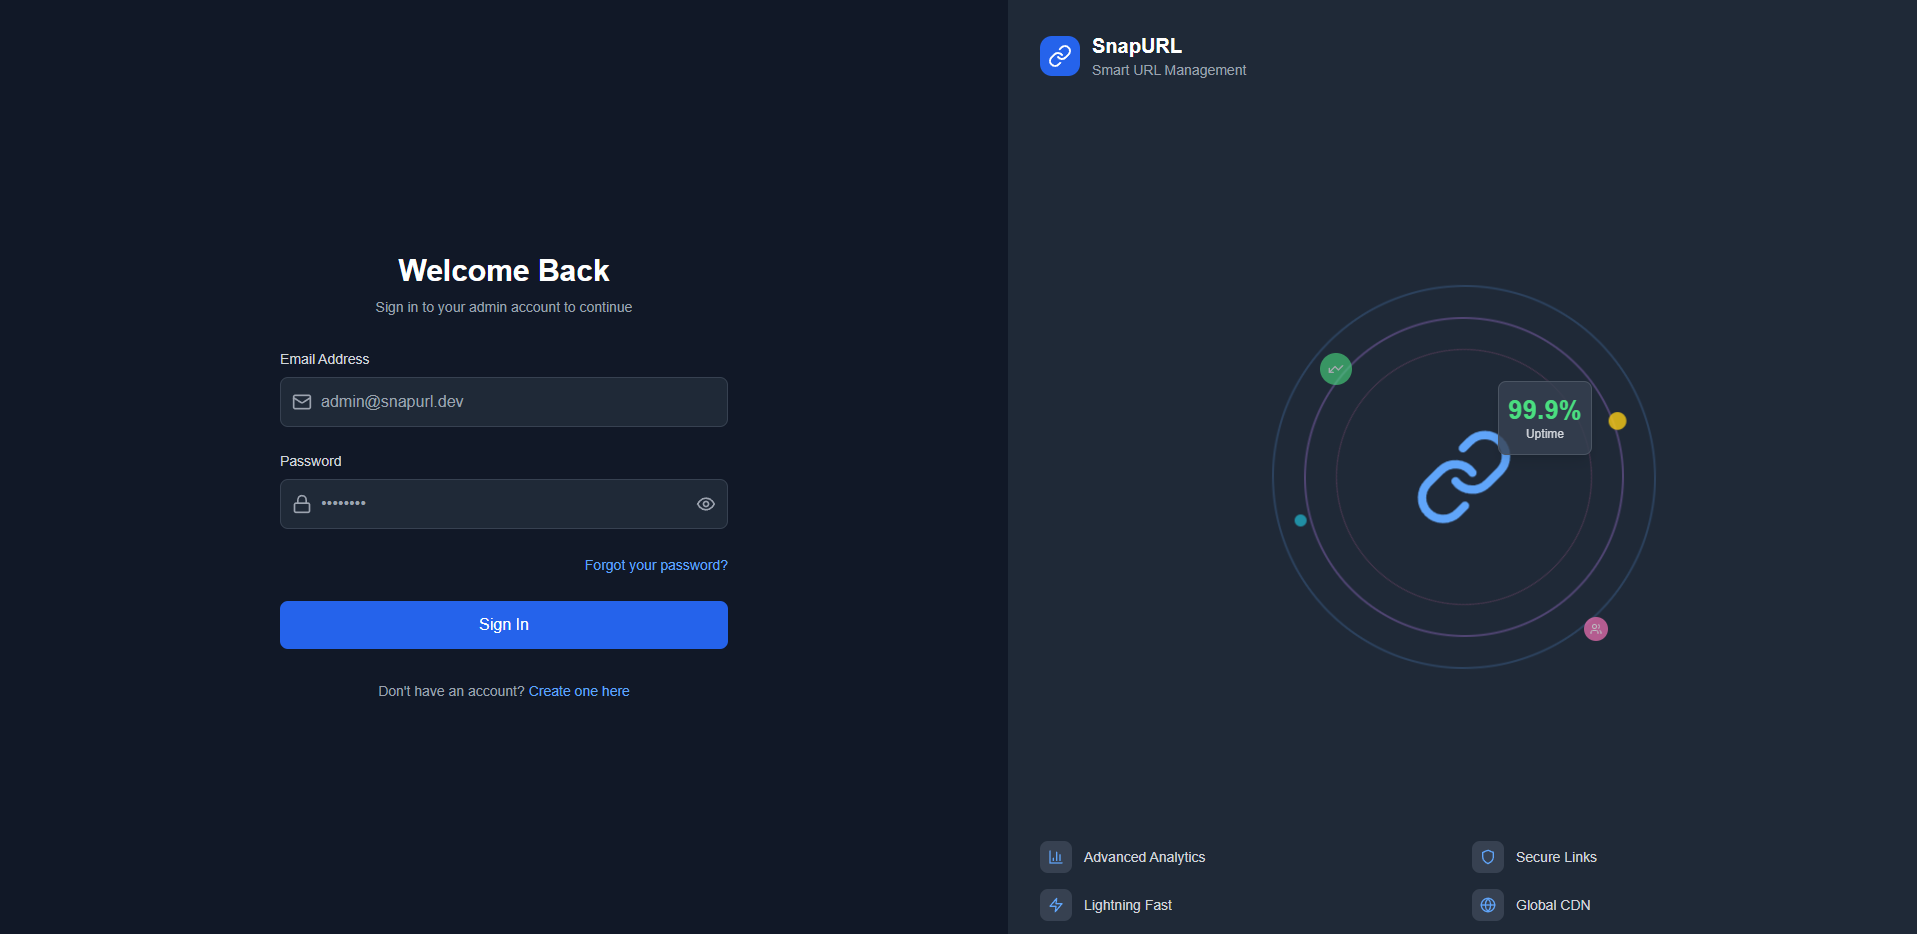 Welcome Back
Sign in to your admin account to continue
Email Address
admin@snapurl.dev
Password
••••••••
Forgot your password?
Sign In
Don't have an account? Create one here
SnapURL
Smart URL Management
99.9%
Uptime
Advanced Analytics
Secure Links
Lightning Fast
Global CDN